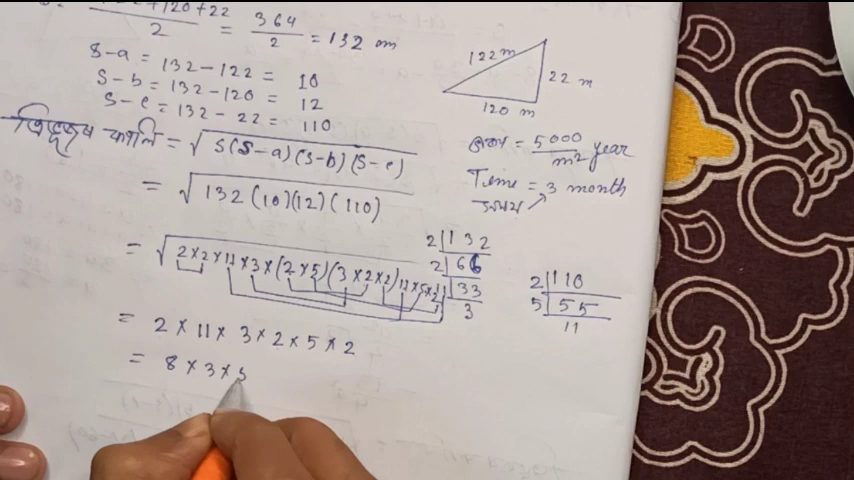 +120+22 / 2 = 364 / 2 = 132 cm
S-a = 132-122 = 10
S-b = 132-120 = 12
S-c = 132-22 = 110
= √S(S-a)(S-b)(S-c)
= √132(10)(12)(110)
= √2×2×11×3×(2×5)(3×2×2)11×5×2
= 2×11×3×2×5×2
= 8×3×5
122 m
22 m
120 m
= 5000 / m² year
Time = 3 month
2 | 132
2 | 66
11 | 33
3
2 | 110
5 | 55
11